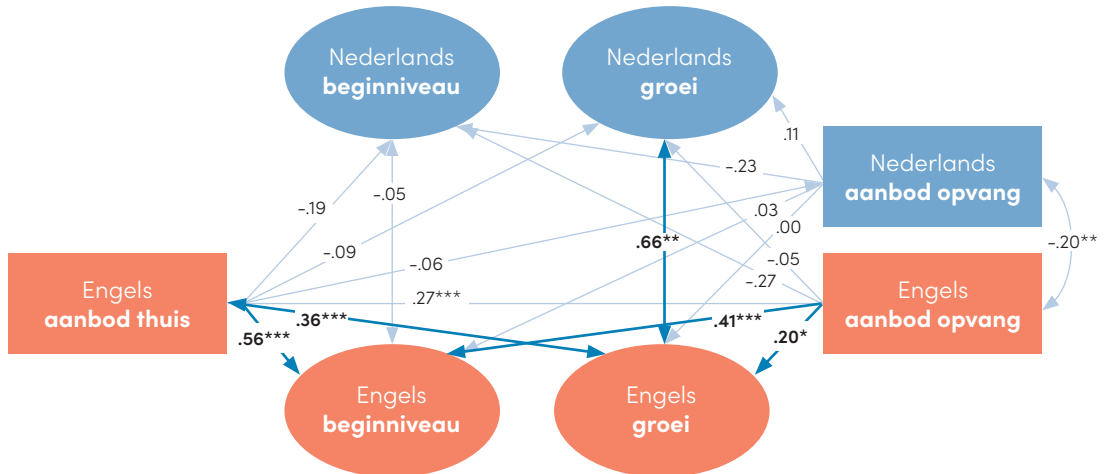 Nederlands
beginniveau
Nederlands
groei
.11
Nederlands
aanbod opvang
-.23
-.05
-.19
.03
.00
.66**
-.20**
-.09
-.06
-.05
-.27
Engels
aanbod thuis
.27***
Engels
aanbod opvang
.36***
.41***
.56***
.20*
Engels
beginniveau
Engels
groei